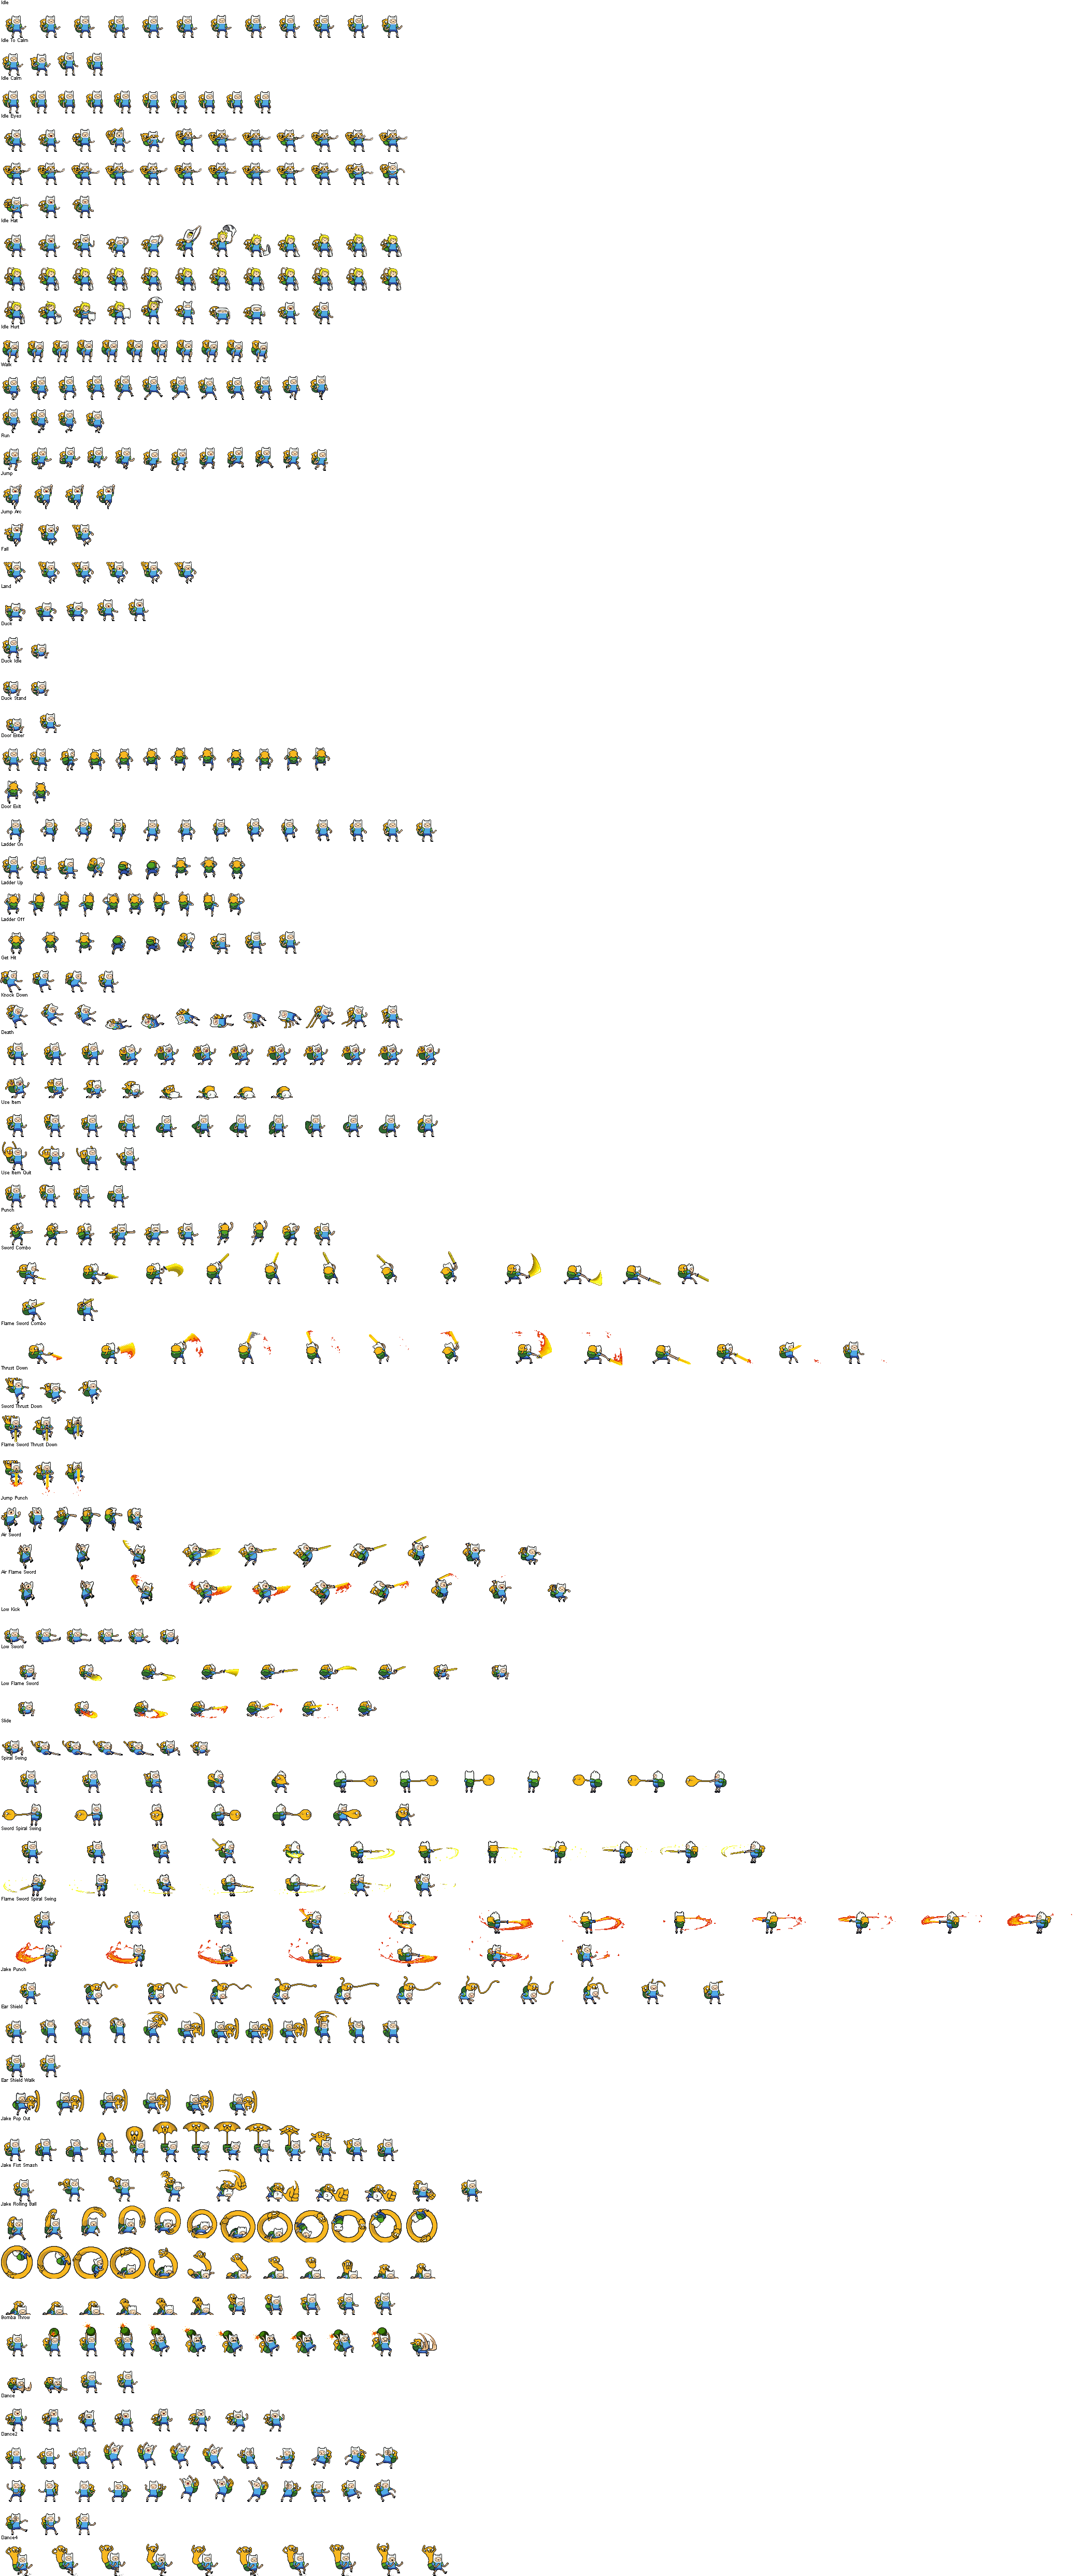 Idle
Idle To Calm
Idle Calm
Idle Eyes
Idle Hat
Idle Hurt
Walk
Run
Jump
Jump Arc
Fall
Land
Duck
Duck Idle
Duck Stand
Door Enter
Door Exit
Ladder On
Ladder Up
Ladder Off
Get Hit
Knock Down
Death
Use Item
Use Item Quit
Punch
Sword Combo
Flame Sword Combo
Thrust Down
Sword Thrust Down
Flame Sword Thrust Down
Jump Punch
Air Sword
Air Flame Sword
Low Kick
Low Sword
Low Flame Sword
Slide
Spiral Swing
Sword Spiral Swing
Flame Sword Spiral Swing
Jake Punch
Ear Shield
Ear Shield Walk
Jake Pop Out
Jake Fist Smash
Jake Rolling Ball
Bomba Throw
Dance
Dance2
Dance4